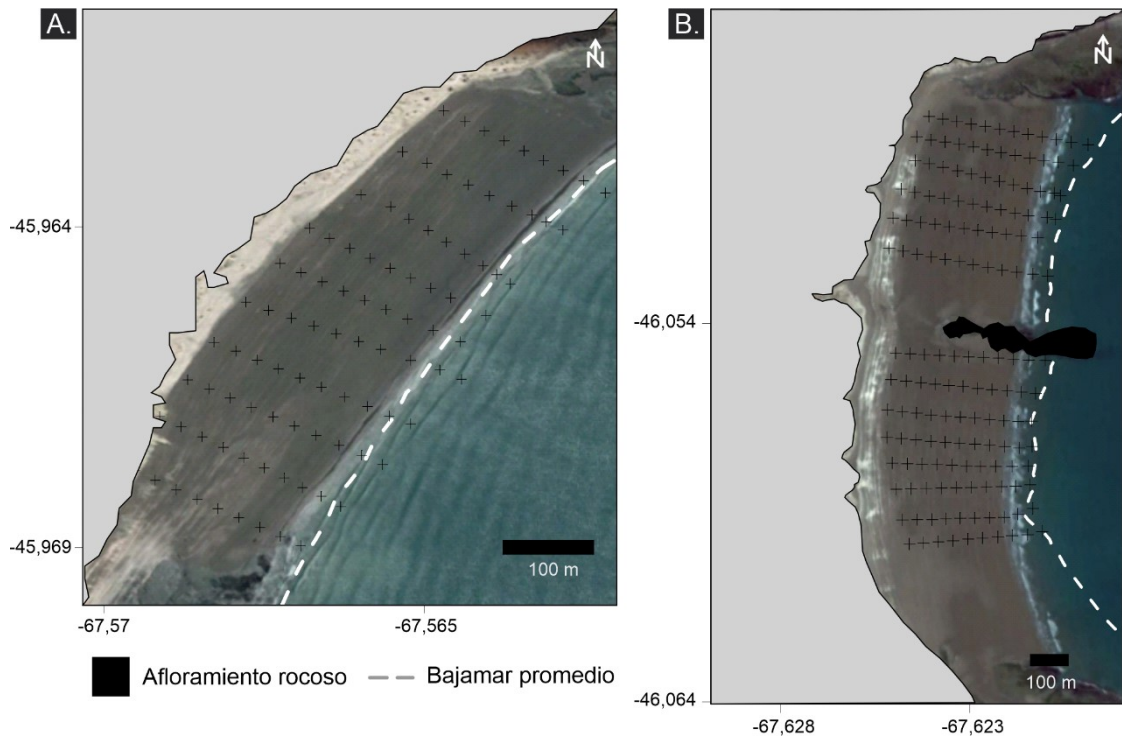 A.
N
-45,964
-45,969
100 m
-67,57
-67,565
B.
N
-46,054
-46,064
100 m
-67,628
-67,623
Afloramiento rocoso
Bajamar promedio